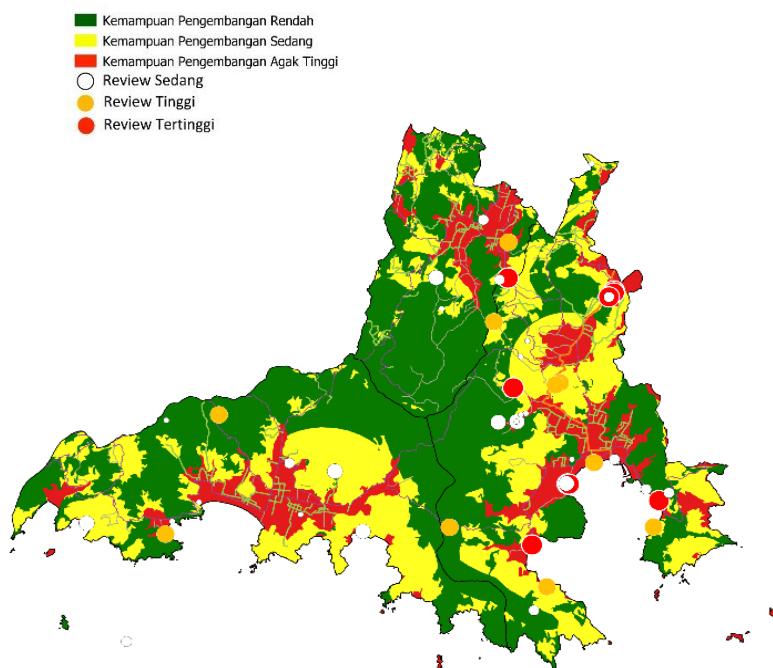 Kemampuan Pengembangan Rendah
Kemampuan Pengembangan Sedang
Kemampuan Pengembangan Agak Tinggi
Review Sedang
Review Tinggi
Review Tertinggi